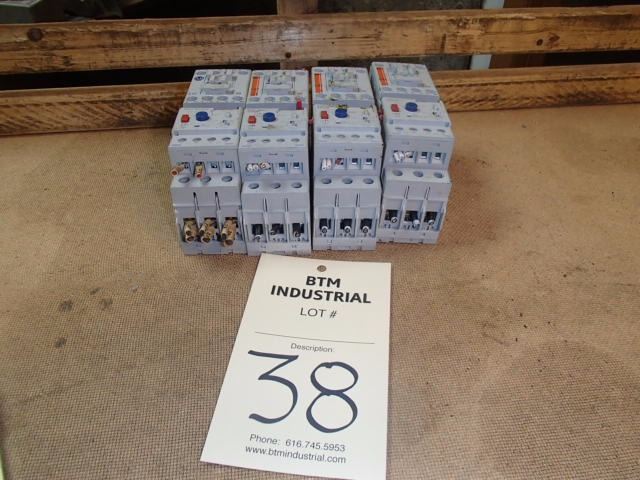 BTM
INDUSTRIAL
LOT #
Description:
38
Phone: 616.745.5953
www.btmindustrial.com